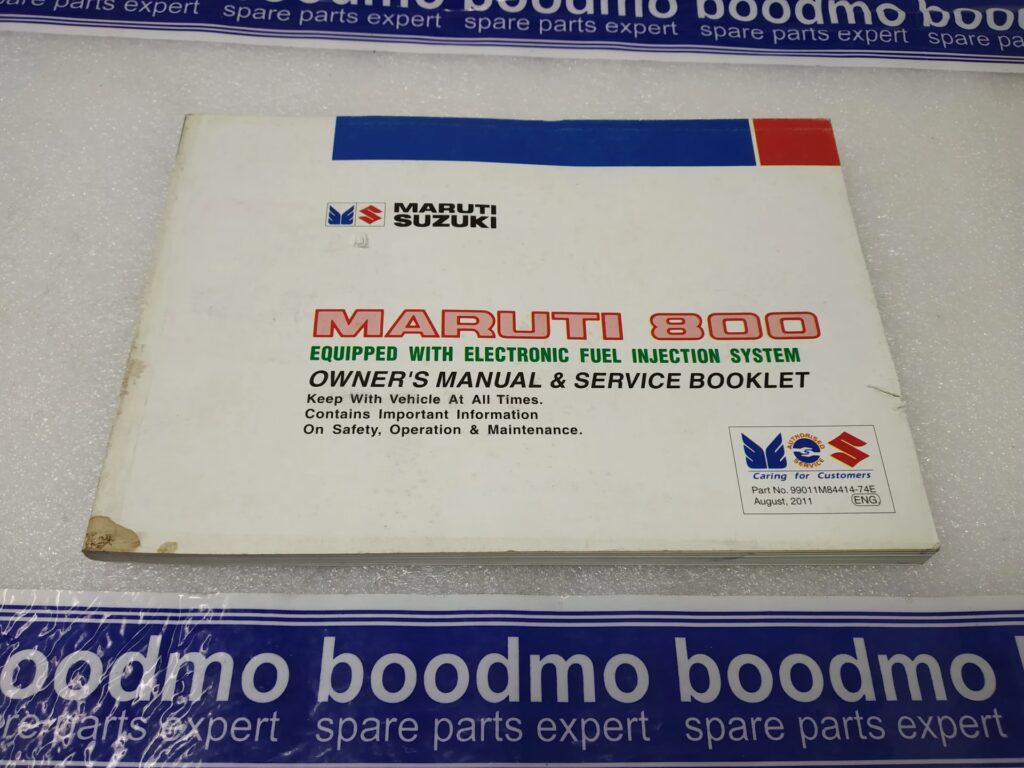 boodmo boodmo boodmo boodmo
spare parts expert spare parts expert spare parts expert spare pa
MARUTI
SUZUKI
MARUTI 800
EQUIPPED WITH ELECTRONIC FUEL INJECTION SYSTEM
OWNER'S MANUAL & SERVICE BOOKLET
Keep With Vehicle At All Times.
Contains Important Information
On Safety, Operation & Maintenance.
AUTHORISED
SERVICE
Caring for Customers
Part No. 99011M84414-74E
August, 2011 ENG
boodmo boodmo boodmo
spare parts expert spare parts expert spare parts expert